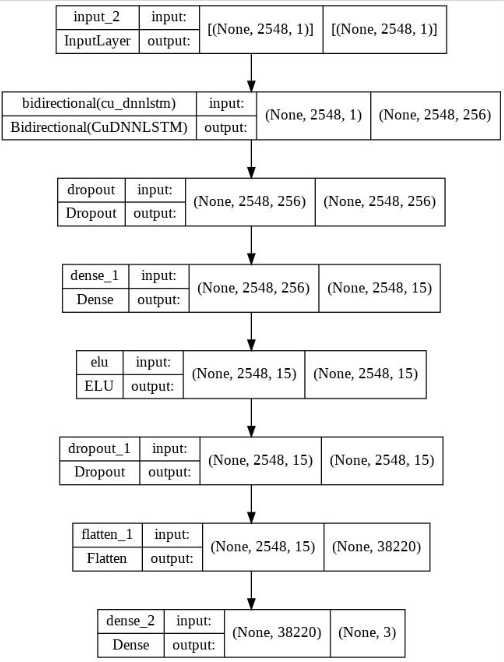 input_2 input: [(None, 2548, 1)] [(None, 2548, 1)]
InputLayer output:
bidirectional(cu_dnnlstm) input: (None, 2548, 1) (None, 2548, 256)
Bidirectional(CuDNNLSTM) output:
dropout input: (None, 2548, 256) (None, 2548, 256)
Dropout output:
dense_1 input: (None, 2548, 256) (None, 2548, 15)
Dense output:
elu input: (None, 2548, 15) (None, 2548, 15)
ELU output:
dropout_1 input: (None, 2548, 15) (None, 2548, 15)
Dropout output:
flatten_1 input: (None, 2548, 15) (None, 38220)
Flatten output:
dense_2 input: (None, 38220) (None, 3)
Dense output: